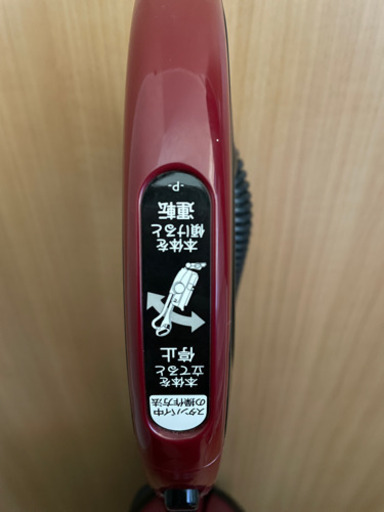 スタンバイ中
の操作方法
本体を
立てると
停止
本体を
傾けると
運転
-P-